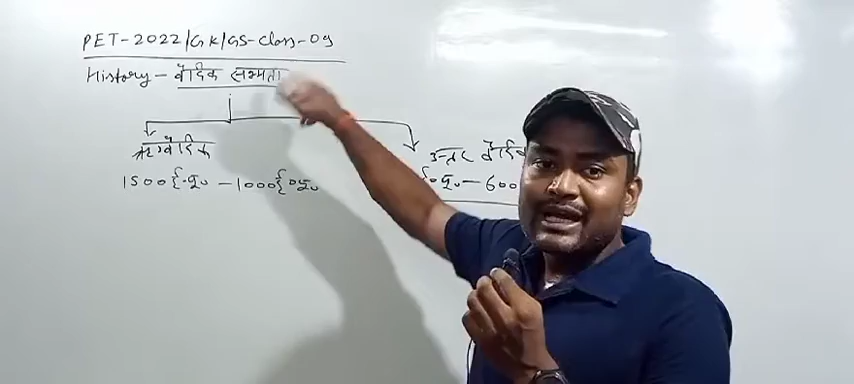 PET-2022/GK/GS-Class-09
History - वैदिक सभ्यता
ऋग्वैदिक
उत्तर वैदिक
1500 ई०पू० - 1000 ई०पू०
ई०पू० - 600